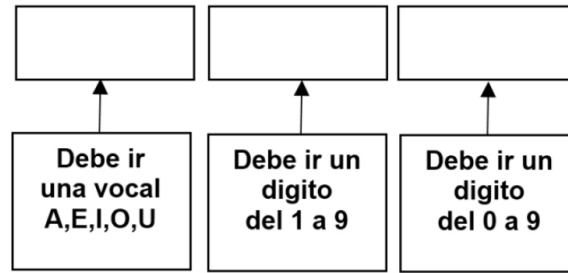 Debe ir
una vocal
A,E,I,O,U
Debe ir un
digito
del 1 a 9
Debe ir un
digito
del 0 a 9